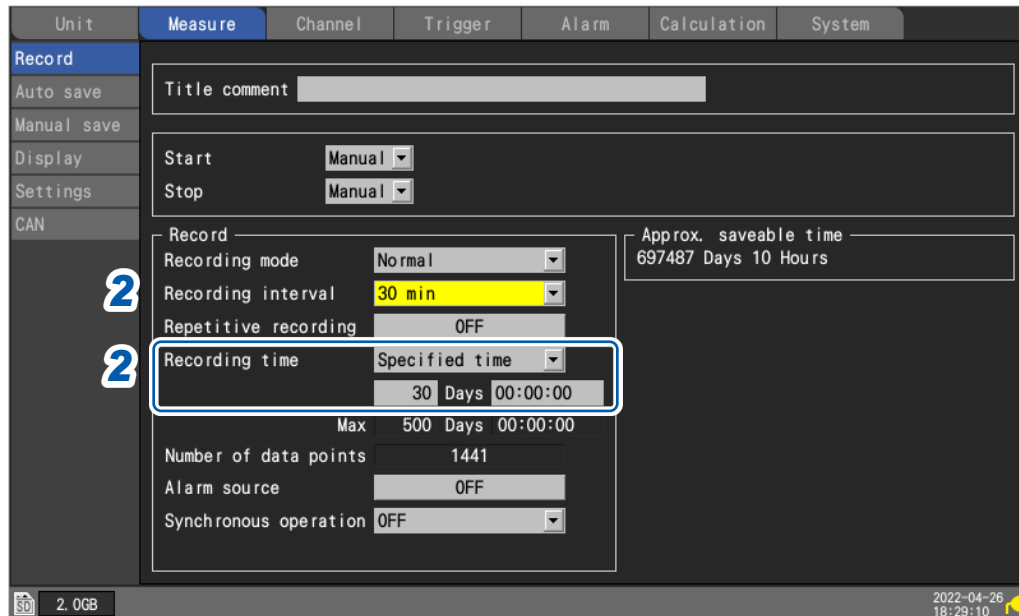 Unit Measure Channel Trigger Alarm Calculation System
Record
Auto save
Manual save
Display
Settings
CAN
Title comment
Start Manual
Stop Manual
Record
Recording mode Normal
2 Recording interval 30 min
Repetitive recording OFF
2 Recording time Specified time
30 Days 00:00:00
Max 500 Days 00:00:00
Number of data points 1441
Alarm source OFF
Synchronous operation OFF
Approx. saveable time
697487 Days 10 Hours
SD 2.0GB
2022-04-26
18:29:10